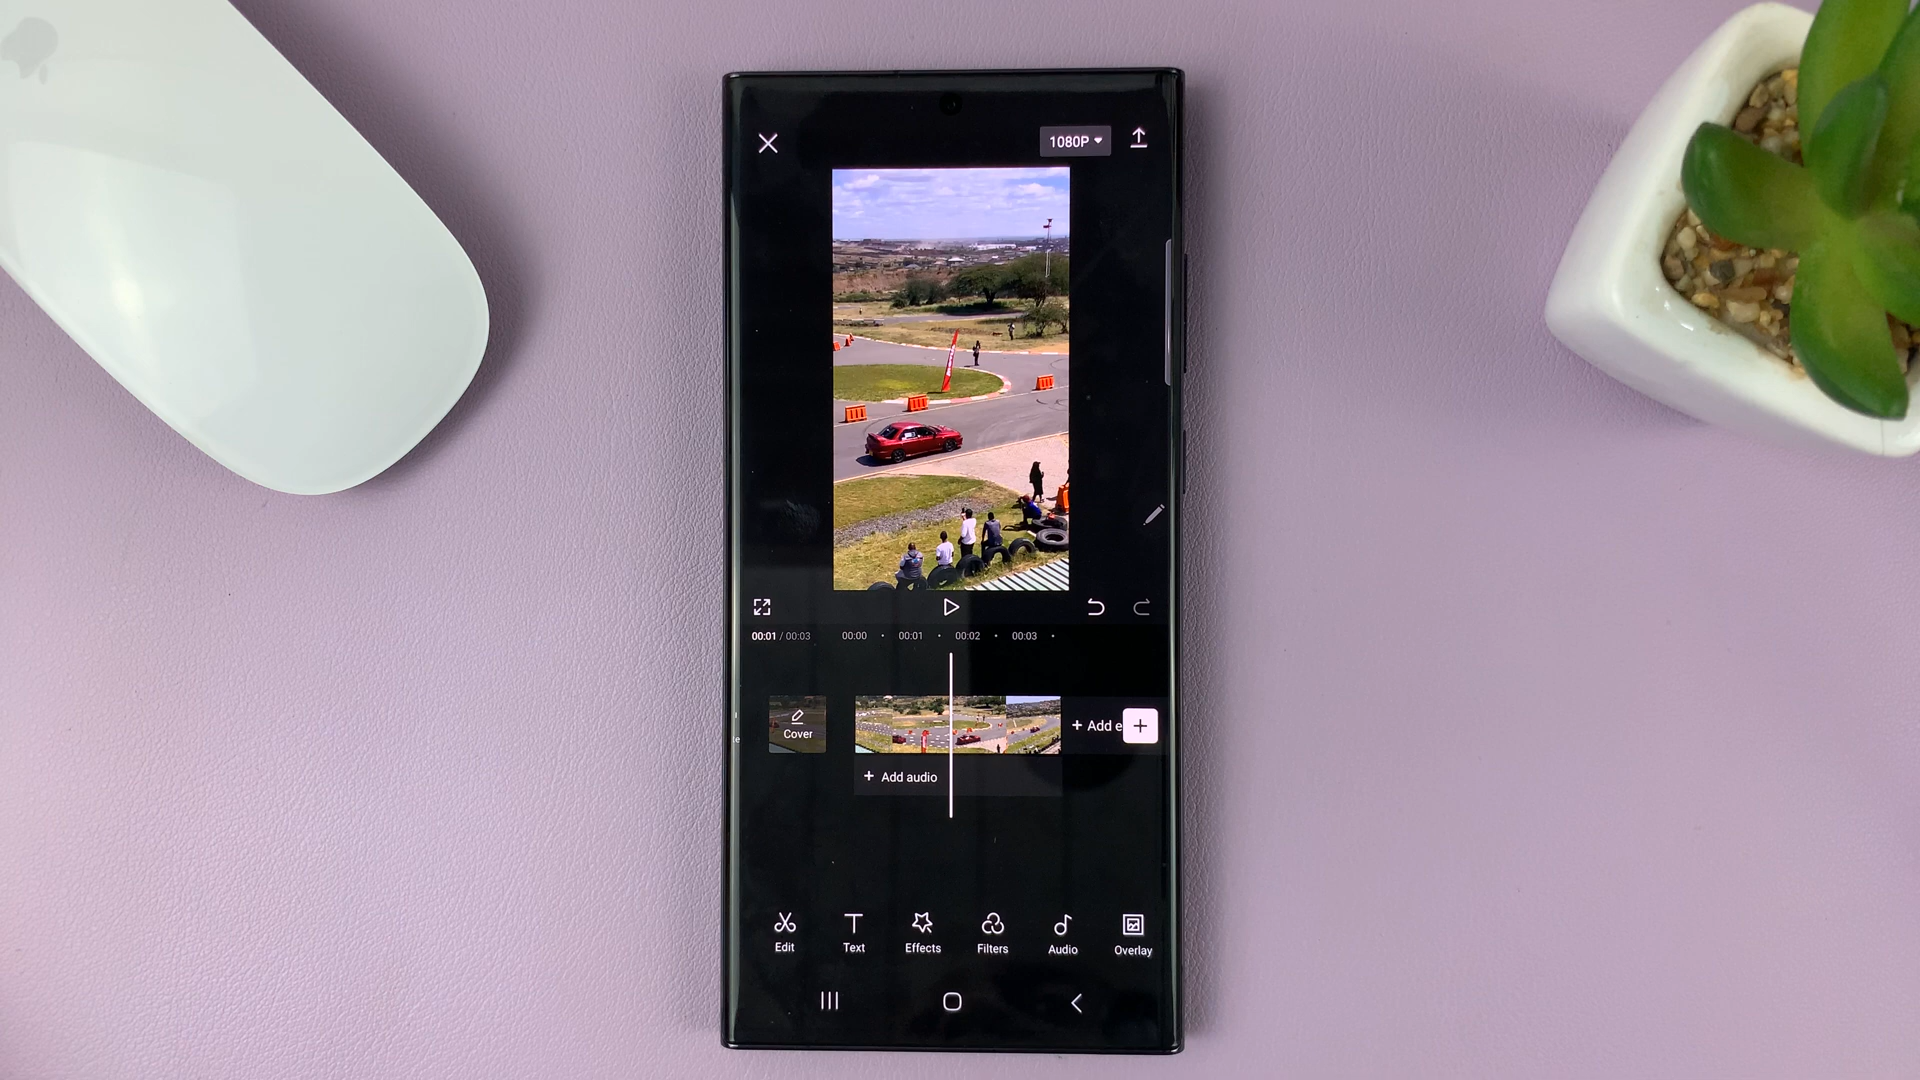 1080P
00:01 / 00:03 00:00 00:01 00:02 00:03
Cover
+ Add e
+ Add audio
Edit Text Effects Filters Audio Overlay